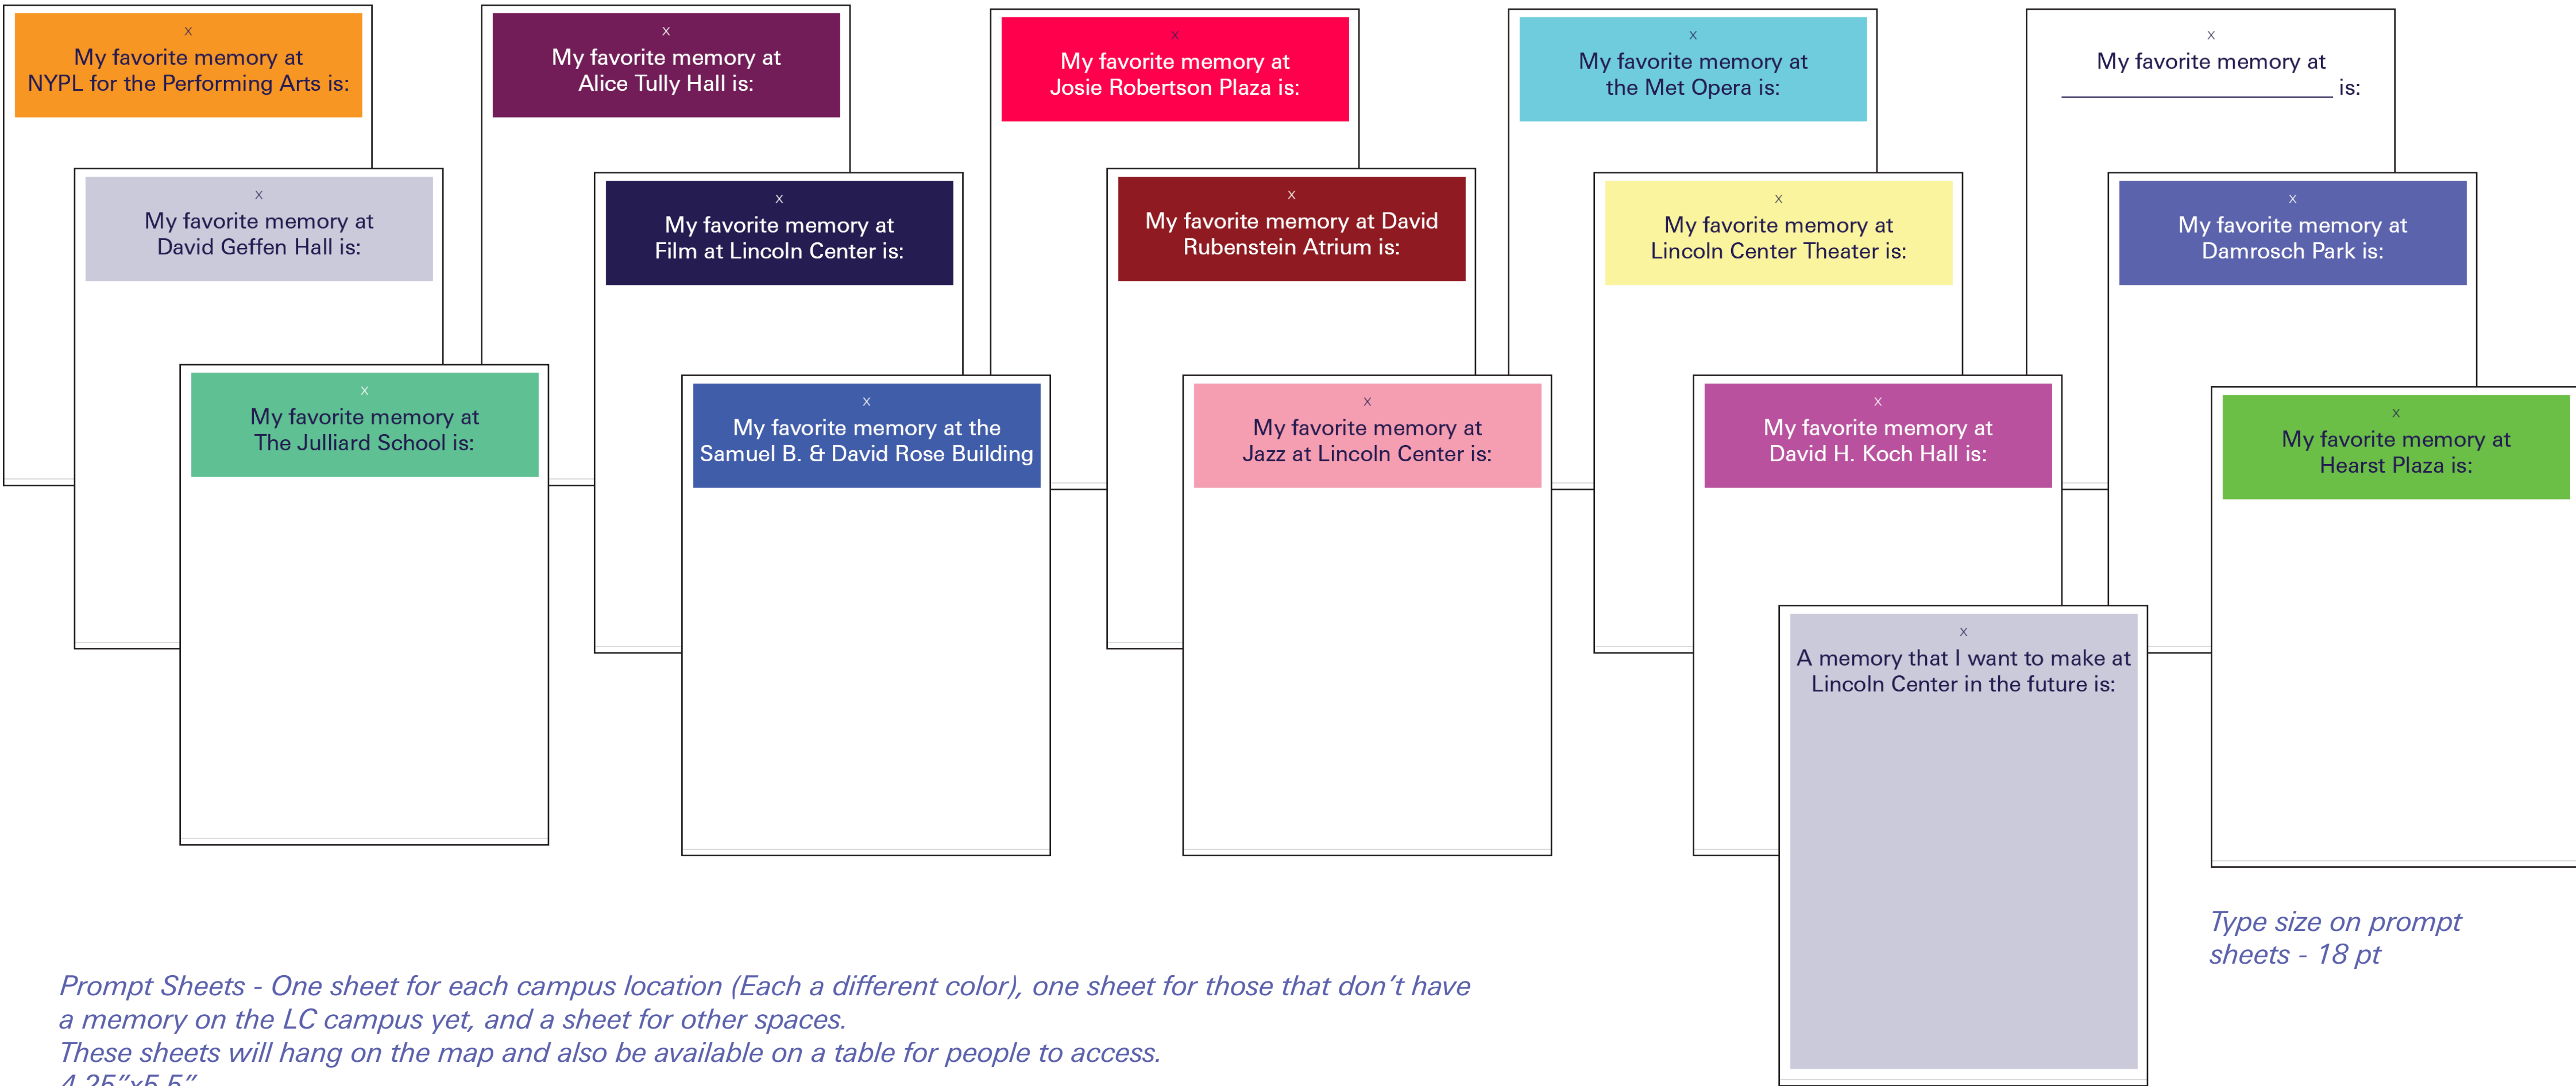 x
My favorite memory at
NYPL for the Performing Arts is:
x
My favorite memory at
Alice Tully Hall is:
x
My favorite memory at
Josie Robertson Plaza is:
x
My favorite memory at
the Met Opera is:
x
My favorite memory at
______________________ is:
x
My favorite memory at
David Geffen Hall is:
x
My favorite memory at
Film at Lincoln Center is:
x
My favorite memory at David
Rubenstein Atrium is:
x
My favorite memory at
Lincoln Center Theater is:
x
My favorite memory at
Damrosch Park is:
x
My favorite memory at
The Julliard School is:
x
My favorite memory at the
Samuel B. & David Rose Building
x
My favorite memory at
Jazz at Lincoln Center is:
x
My favorite memory at
David H. Koch Hall is:
x
My favorite memory at
Hearst Plaza is:
x
A memory that I want to make at
Lincoln Center in the future is:
Type size on prompt
sheets - 18 pt
Prompt Sheets - One sheet for each campus location (Each a different color), one sheet for those that don’t have
a memory on the LC campus yet, and a sheet for other spaces.
These sheets will hang on the map and also be available on a table for people to access.
4.25”x5.5”